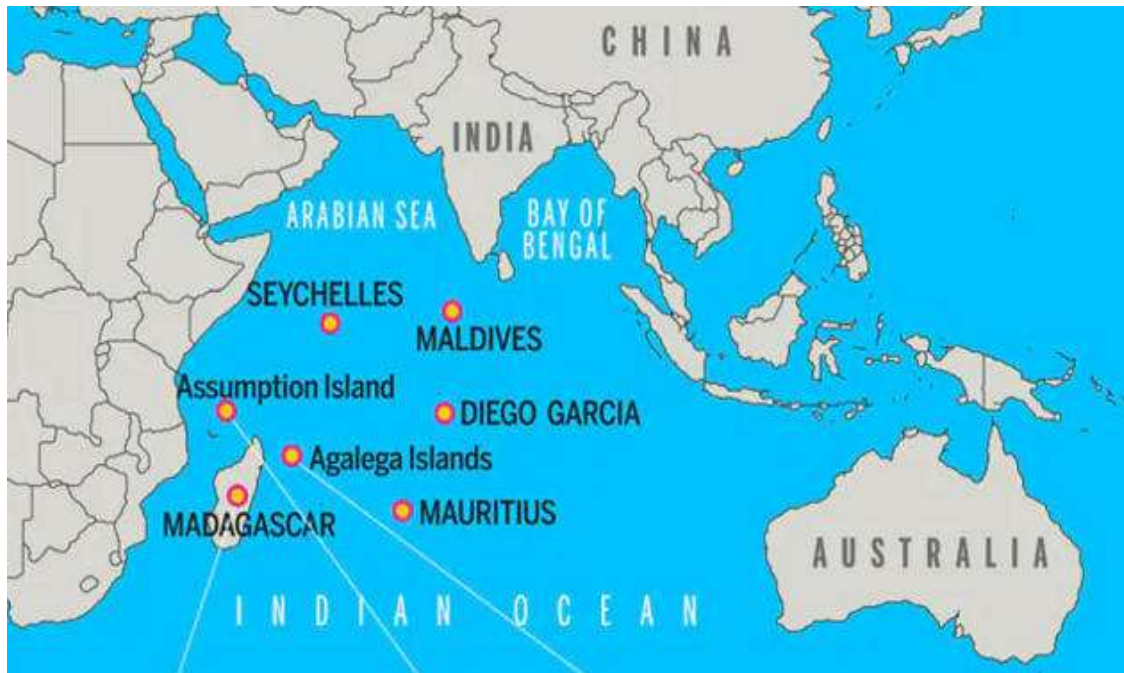 CHINA
INDIA
ARABIAN SEA
BAY OF
BENGAL
SEYCHELLES
MALDIVES
Assumption Island
DIEGO GARCIA
Agalega Islands
MADAGASCAR
MAURITIUS
AUSTRALIA
INDIAN OCEAN